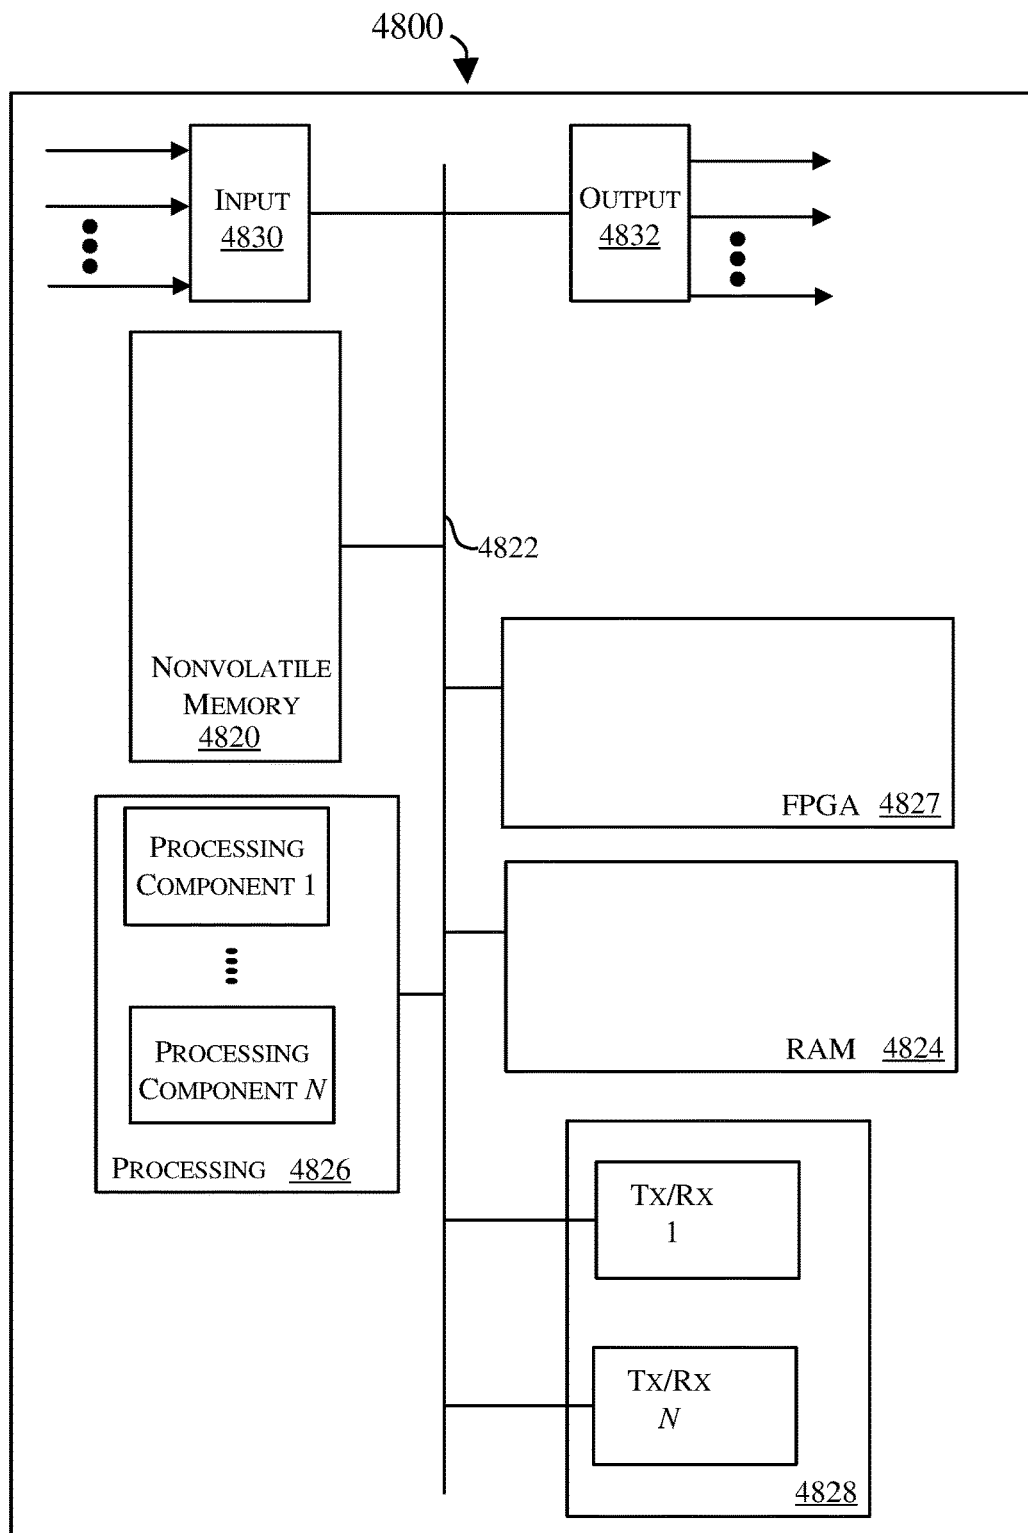 4800
INPUT
4830
OUTPUT
4832
4822
NONVOLATILE
MEMORY
4820
FPGA 4827
PROCESSING
COMPONENT 1
PROCESSING
COMPONENT N
PROCESSING 4826
RAM 4824
TX/RX
1
TX/RX
N
4828